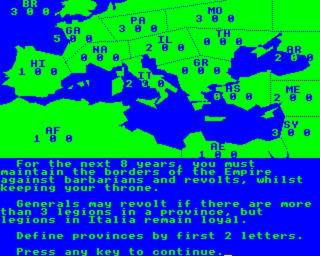 BR
3 0 0
GA
5 0 0
PA
3 0 0
MO
3 0 0
IL
2 0 0
TH
0 0 0
NA
0 0 0
HI
1 0 0
IT
2 0 0
GR
0 0 0
AR
2 0 0
AS
0 0 0
ME
2 0 0
SY
3 0 0
AF
1 0 0
AE
1 0 0
For the next 8 years, you must
maintain the borders of the Empire
against barbarians and revolts, whilst
keeping your throne.
Generals may revolt if there are more
than 3 legions in a province, but
legions in Italia remain loyal.
Define provinces by first 2 letters.
Press any key to continue._